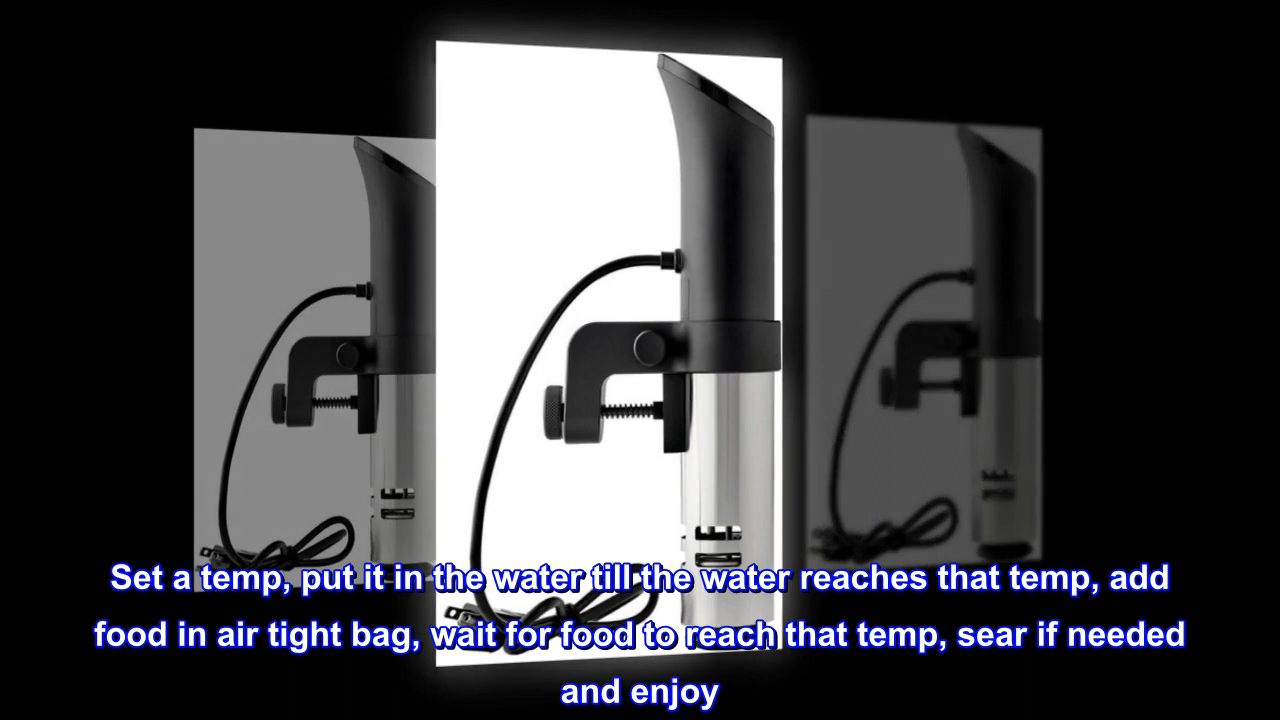 Set a temp, put it in the water till the water reaches that temp, add
food in air tight bag, wait for food to reach that temp, sear if needed
and enjoy